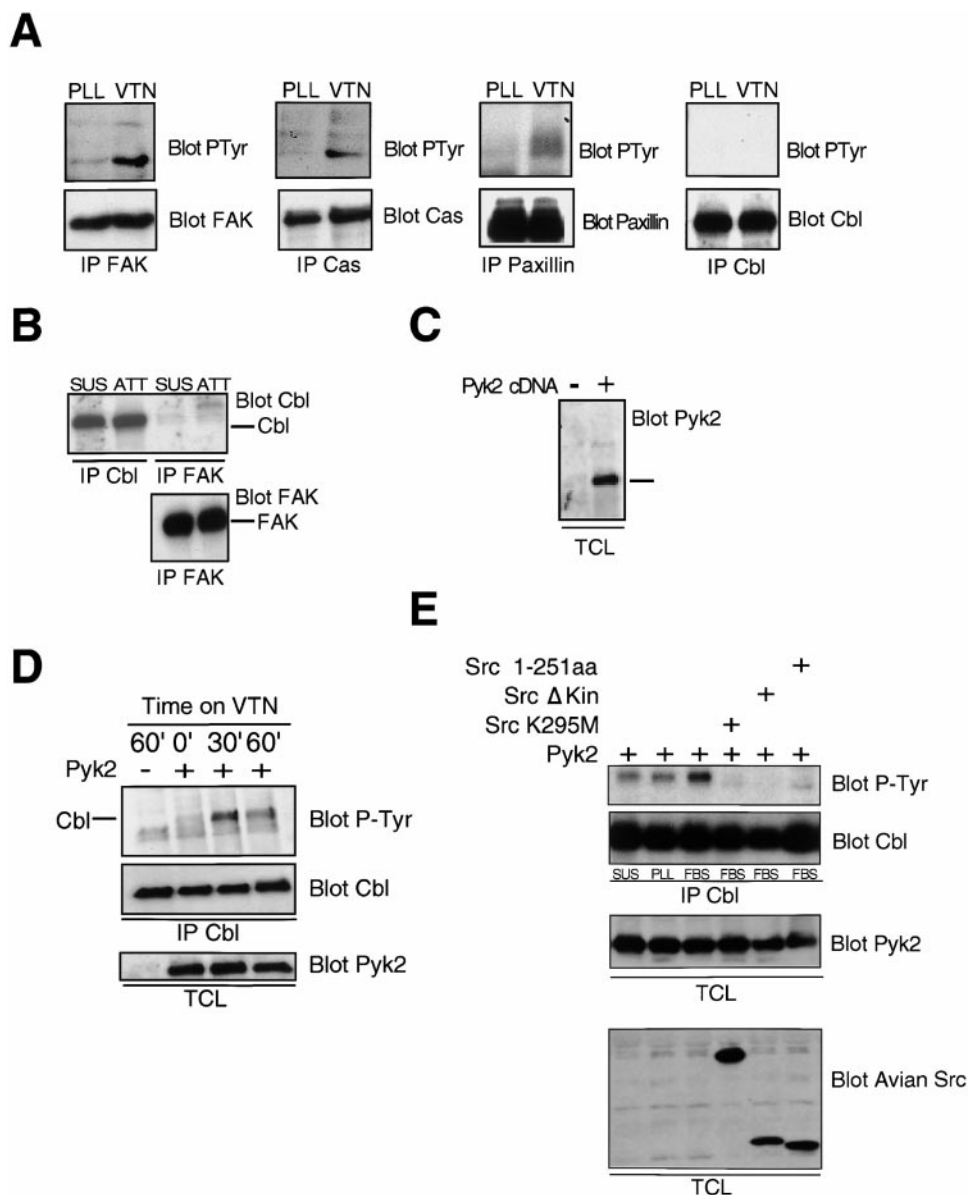 A
PLL VTN
Blot PTyr
Blot FAK
IP FAK
PLL VTN
Blot PTyr
Blot Cas
IP Cas
PLL VTN
Blot PTyr
Blot Paxillin
IP Paxillin
PLL VTN
Blot PTyr
Blot Cbl
IP Cbl
B
SUS ATT SUS ATT
Blot Cbl
Cbl
IP Cbl IP FAK
Blot FAK
FAK
IP FAK
C
Pyk2 cDNA - +
Blot Pyk2
TCL
D
Time on VTN
60' 0' 30' 60'
Pyk2 - + + +
Cbl
Blot P-Tyr
Blot Cbl
IP Cbl
Blot Pyk2
TCL
E
Src 1-251aa +
Src Δ Kin +
Src K295M +
Pyk2 + + + + + +
Blot P-Tyr
Blot Cbl
SUS PLL FBS FBS FBS FBS
IP Cbl
Blot Pyk2
TCL
Blot Avian Src
TCL